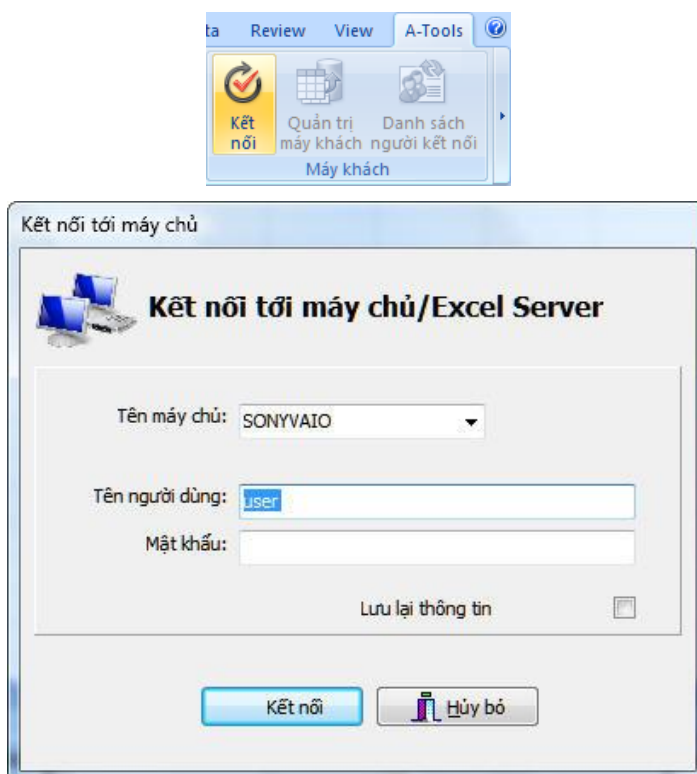 ta Review View A-Tools
Kết nối Quản trị máy khách Danh sách người kết nối
Máy khách
Kết nối tới máy chủ
Kết nối tới máy chủ/Excel Server
Tên máy chủ: SONYVAIO
Tên người dùng: user
Mật khẩu:
Lưu lại thông tin
Kết nối Hủy bỏ